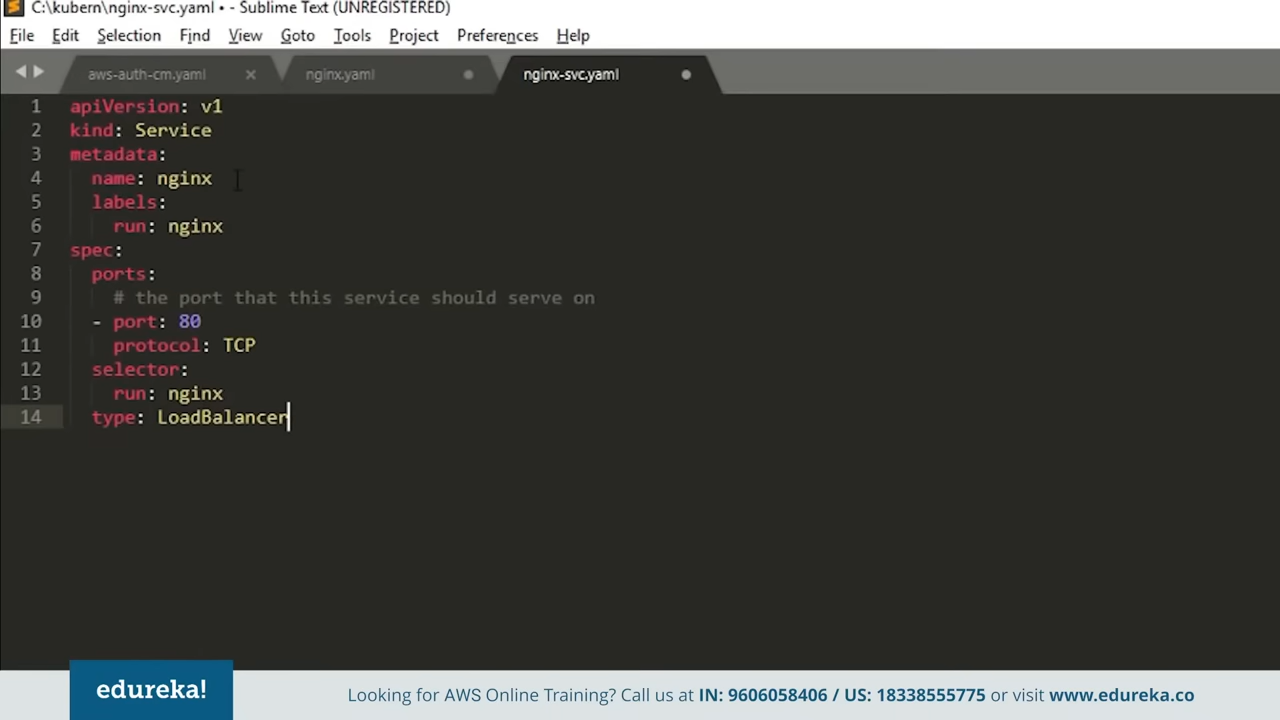 C:\kubern\nginx-svc.yaml • - Sublime Text (UNREGISTERED)
File Edit Selection Find View Goto Tools Project Preferences Help
aws-auth-cm.yaml nginx.yaml nginx-svc.yaml
1 apiVersion: v1
2 kind: Service
3 metadata:
4   name: nginx
5   labels:
6     run: nginx
7 spec:
8   ports:
9     # the port that this service should serve on
10   - port: 80
11     protocol: TCP
12   selector:
13     run: nginx
14   type: LoadBalancer
edureka! Looking for AWS Online Training? Call us at IN: 9606058406 / US: 18338555775 or visit www.edureka.co